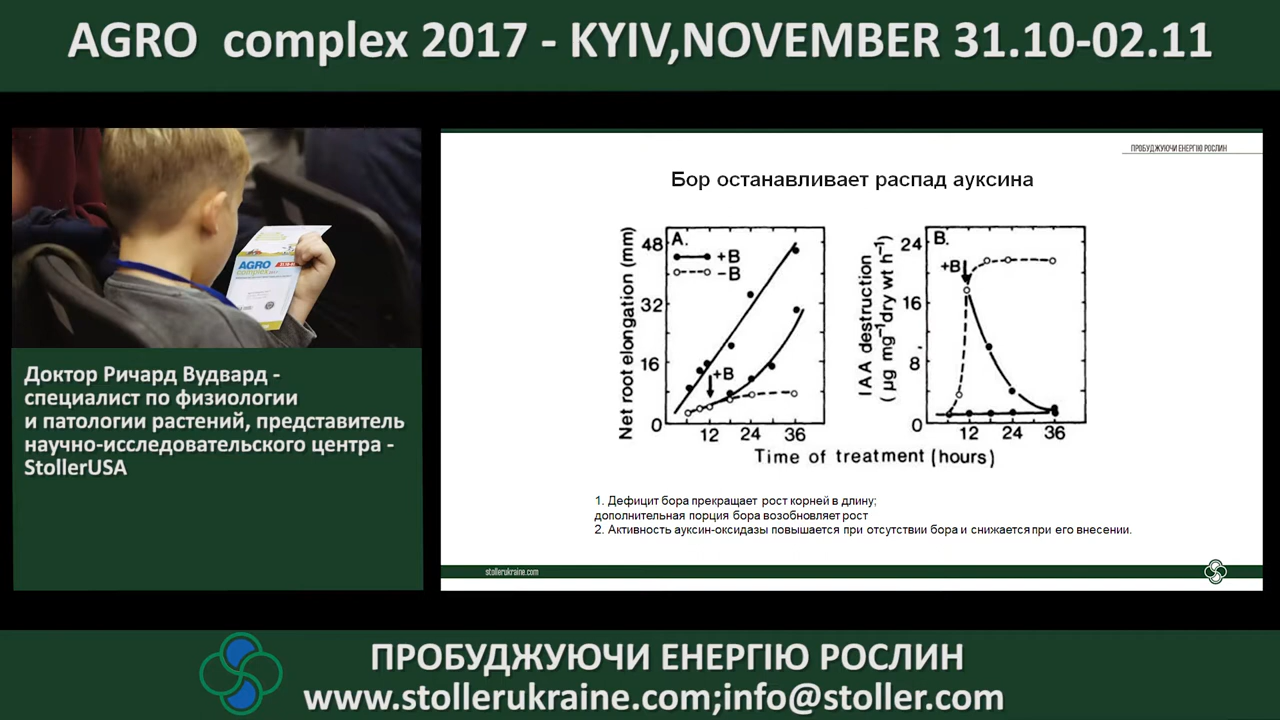 AGRO complex 2017 - KYIV,NOVEMBER 31.10-02.11
AGRO
complex
Доктор Ричард Вудвард -
специалист по физиологии
и патологии растений, представитель
научно-исследовательского центра -
StollerUSA
ПРОБУДЖУЮЧИ ЕНЕРГІЮ РОСЛИН
Бор останавливает распад ауксина
A.
+B
-B
+B
48
32
16
0
12 24 36
Net root elongation (mm)
B.
+B
24
16
8
0
12 24 36
IAA destruction
(µg mg⁻¹dry wt h⁻¹)
Time of treatment (hours)
1. Дефицит бора прекращает рост корней в длину;
дополнительная порция бора возобновляет рост
2. Активность ауксин-оксидазы повышается при отсутствии бора и снижается при его внесении.
stollerukraine.com
ПРОБУДЖУЮЧИ ЕНЕРГІЮ РОСЛИН
www.stollerukraine.com;info@stoller.com